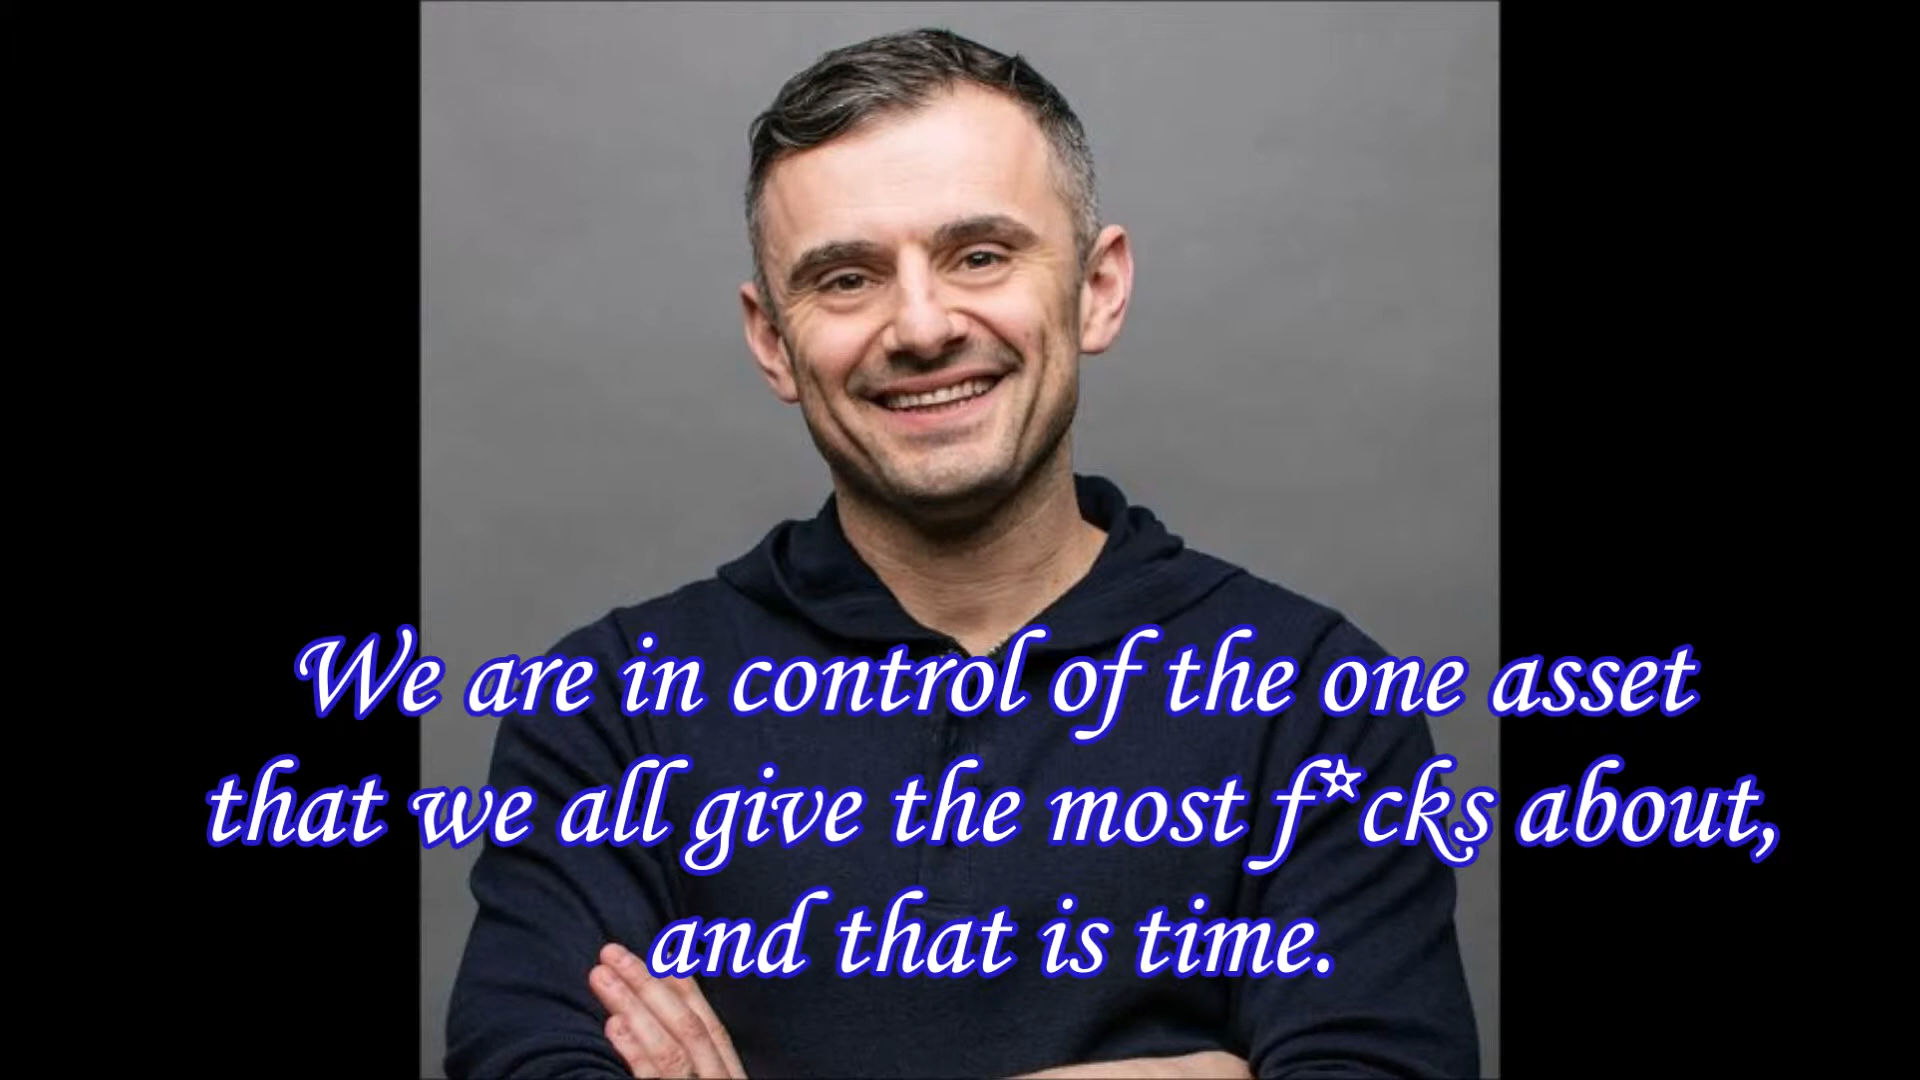 We are in control of the one asset
that we all give the most f*cks about,
and that is time.